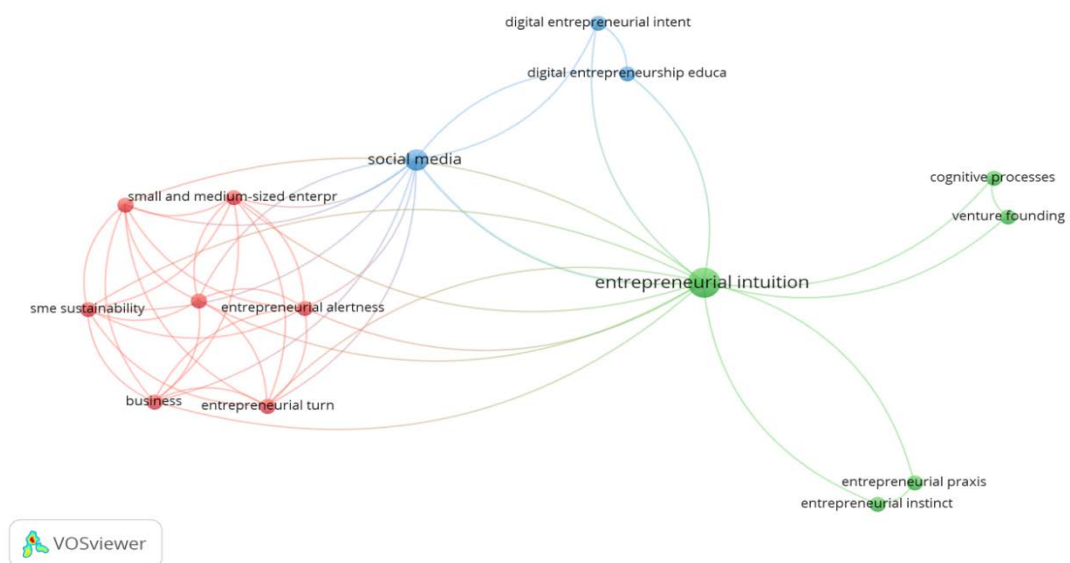 digital entrepreneurial intent
digital entrepreneurship educa
social media
cognitive processes
small and medium-sized enterpr
venture founding
entrepreneurial intuition
sme sustainability
entrepreneurial alertness
business
entrepreneurial turn
entrepreneurial praxis
entrepreneurial instinct
VOSviewer